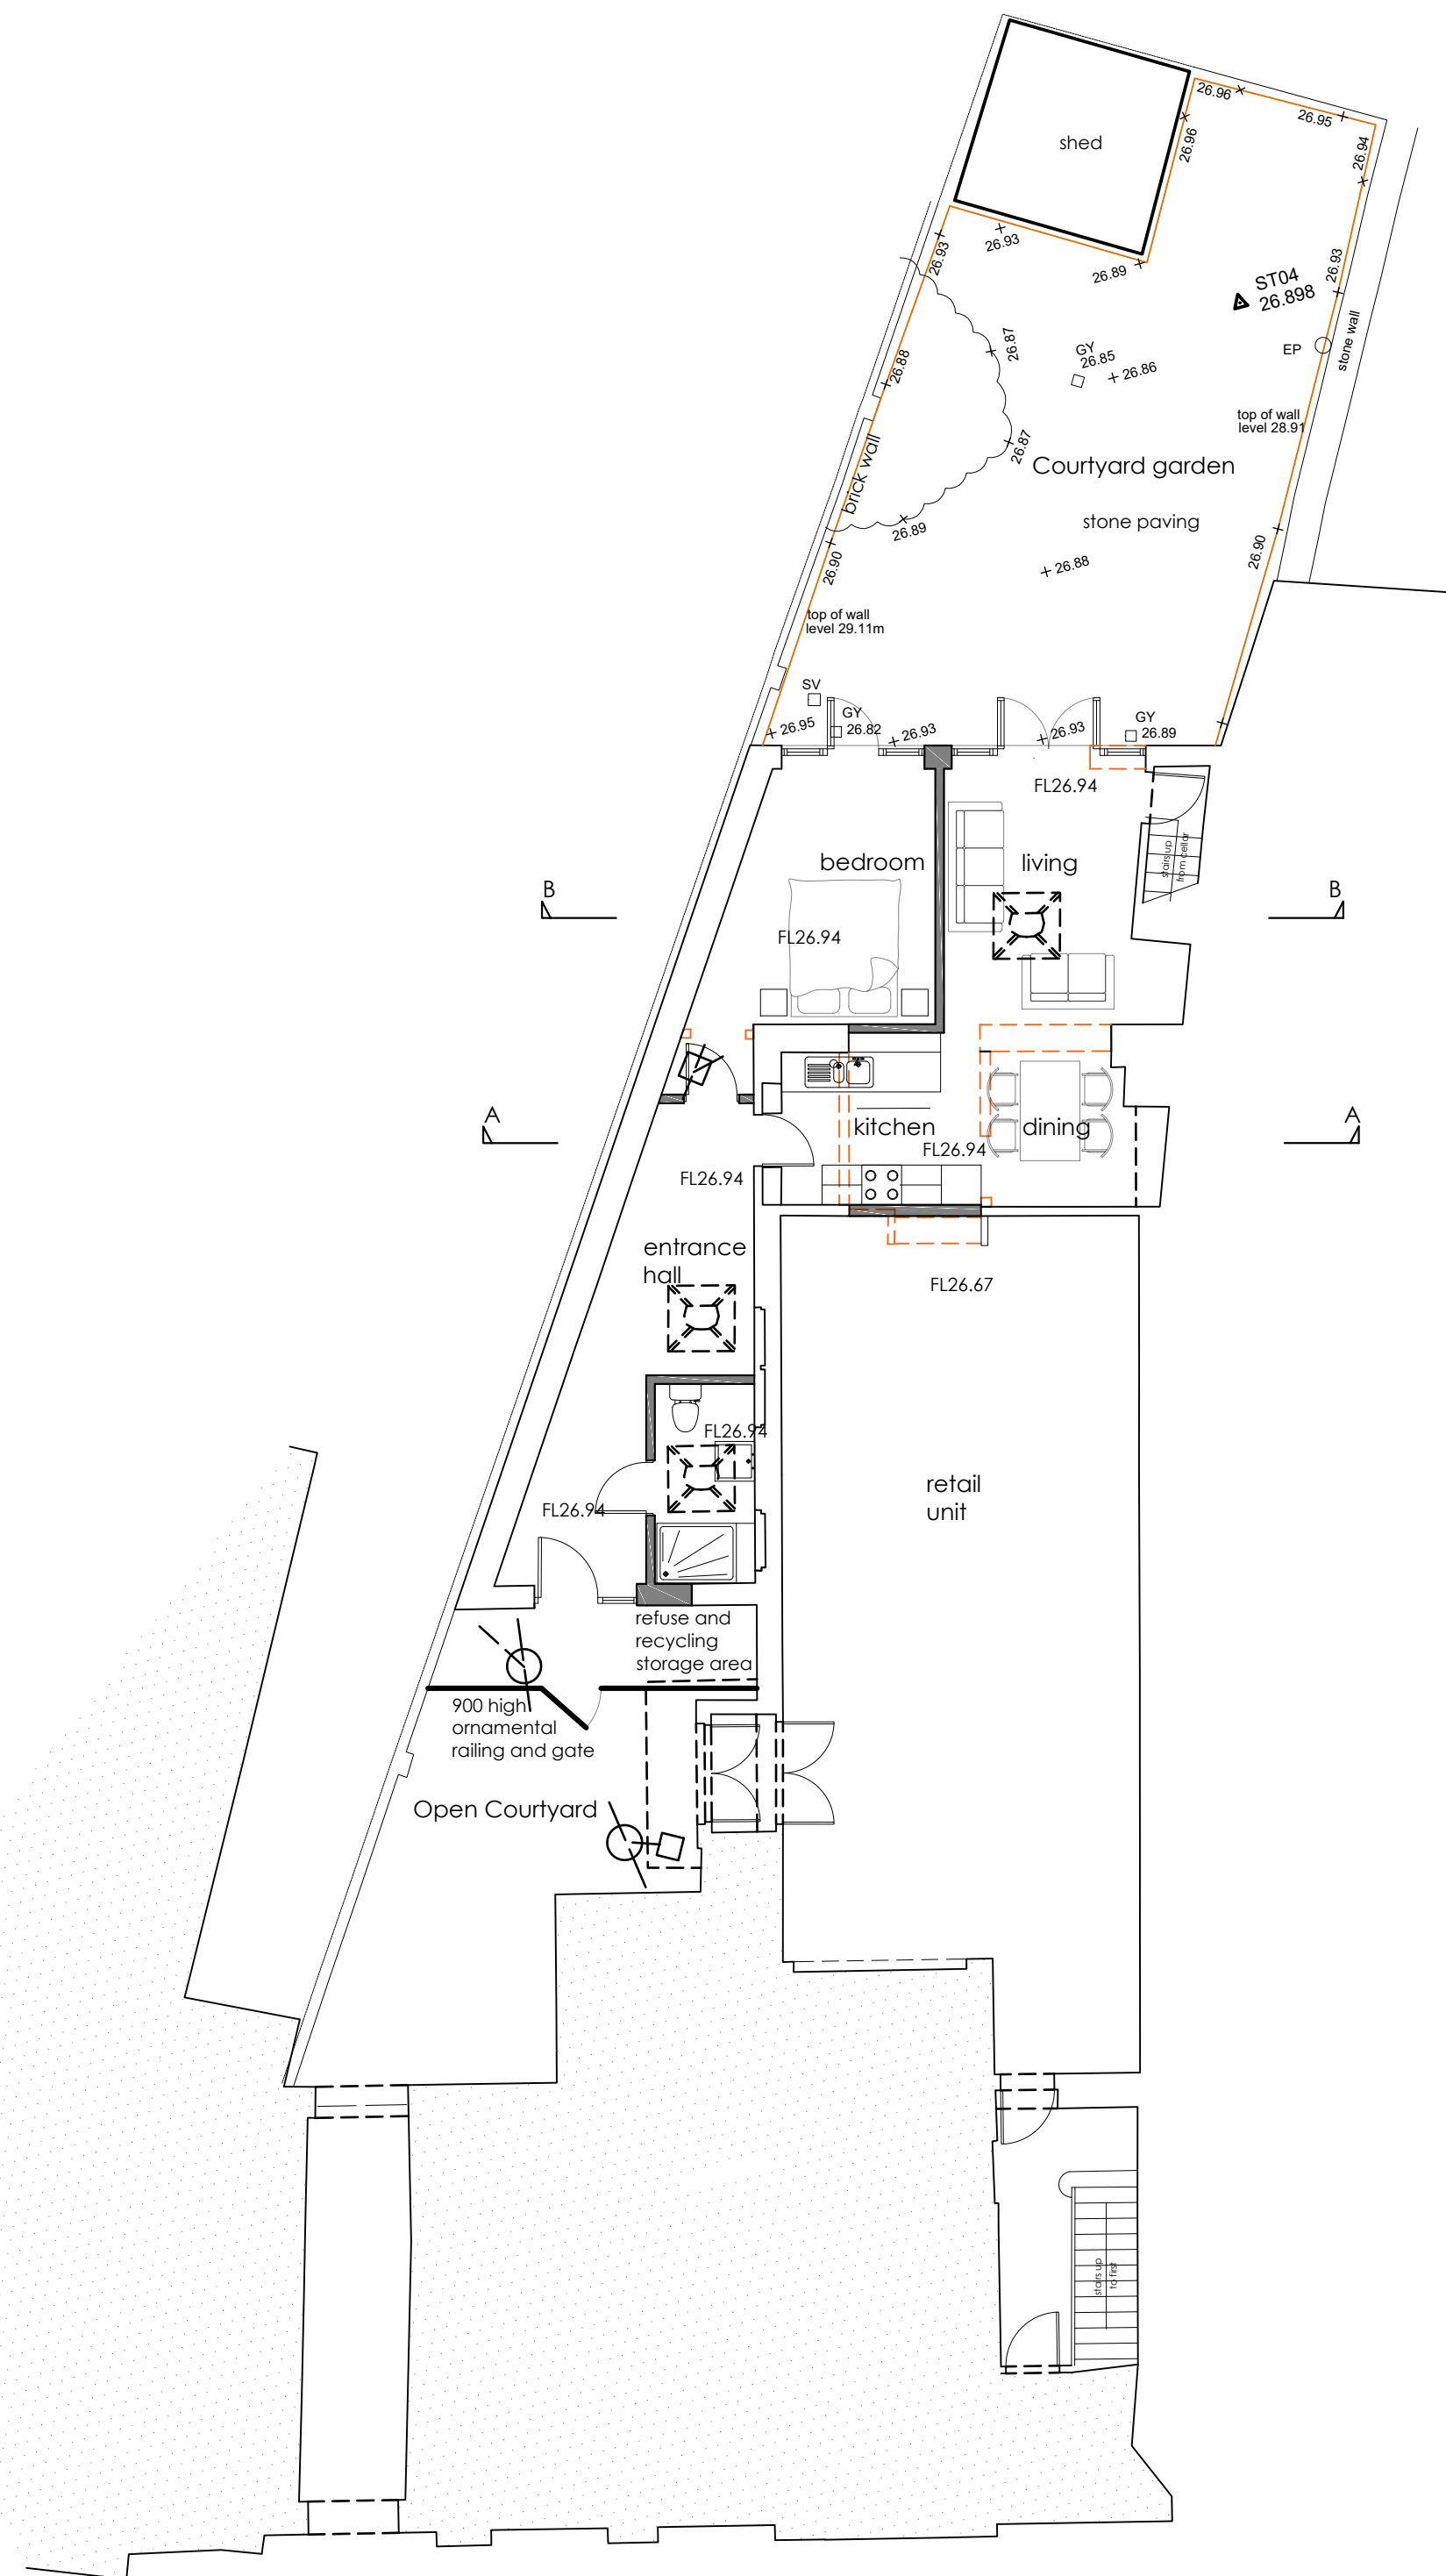 26.96
26.95
shed
26.96
26.94
26.93
26.93
26.89
26.93
ST04
26.898
26.87
GY
26.85
26.86
EP
stone wall
26.88
top of wall
level 28.91
26.87
brick wall
Courtyard garden
stone paving
26.89
26.90
26.88
26.90
top of wall
level 29.11m
SV
GY
26.95
26.82
26.93
26.93
GY
26.89
FL26.94
stairs up
from cellar
bedroom
living
B
B
FL26.94
A
A
kitchen
dining
FL26.94
FL26.94
entrance
hall
FL26.67
FL26.94
retail
unit
FL26.94
refuse and
recycling
storage area
900 high
ornamental
railing and gate
Open Courtyard
stairs up
to first